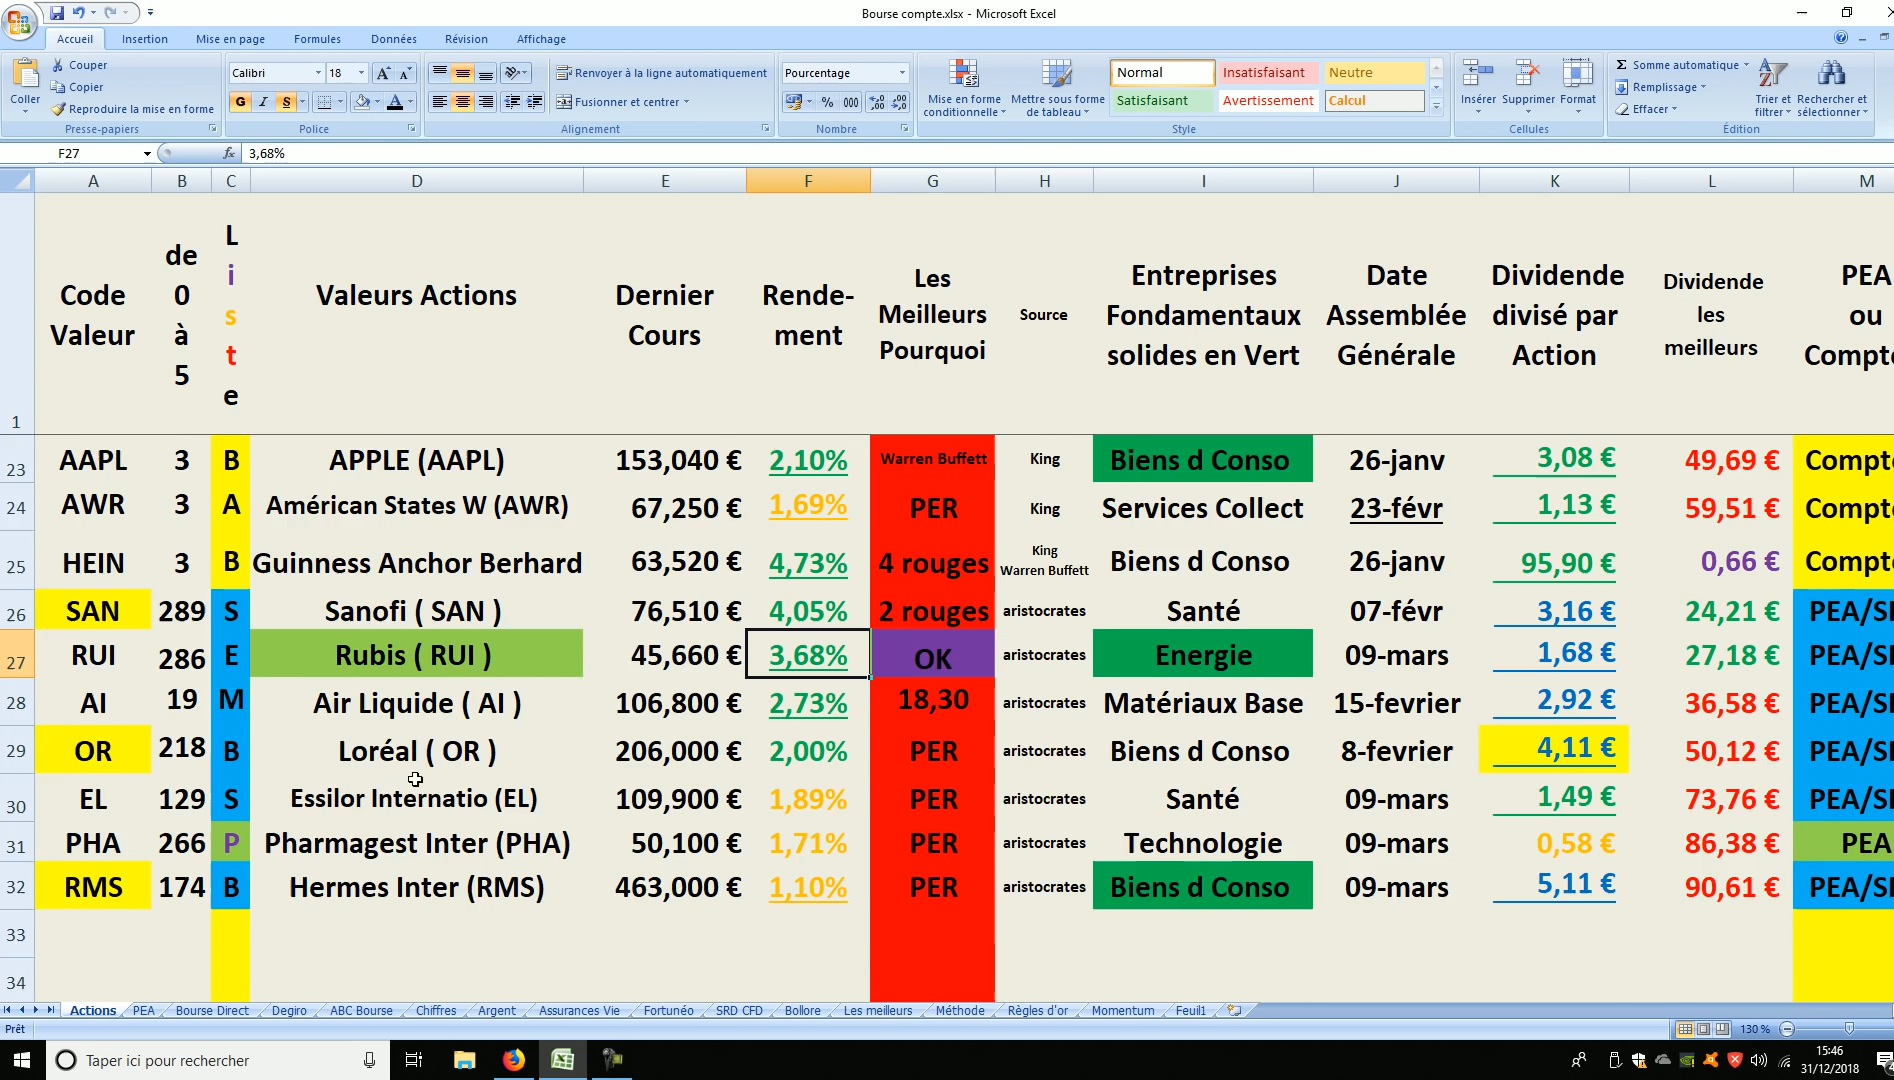 Bourse compte.xlsx - Microsoft Excel
Accueil Insertion Mise en page Formules Données Révision Affichage
Coller
Couper
Copier
Reproduire la mise en forme
Presse-papiers
Calibri 18
G I S
Police
Renvoyer à la ligne automatiquement
Fusionner et centrer
Alignement
Pourcentage
% 000
Nombre
Mise en forme conditionnelle
Mettre sous forme de tableau
Normal Insatisfaisant Neutre
Satisfaisant Avertissement Calcul
Style
Insérer Supprimer Format
Cellules
Σ Somme automatique
Remplissage
Effacer
Trier et filtrer
Rechercher et sélectionner
Édition
F27 fx 3,68%
A B C D E F G H I J K L M
1 Code Valeur
de 0 à 5
Liste
Valeurs Actions
Dernier Cours
Rende-ment
Les Meilleurs Pourquoi
Source
Entreprises Fondamentaux solides en Vert
Date Assemblée Générale
Dividende divisé par Action
Dividende les meilleurs
PEA ou Compt
23 AAPL 3 B APPLE (AAPL) 153,040 € 2,10% Warren Buffett King Biens d Conso 26-janv 3,08 € 49,69 € Compt
24 AWR 3 A Américan States W (AWR) 67,250 € 1,69% PER King Services Collect 23-févr 1,13 € 59,51 € Compt
25 HEIN 3 B Guinness Anchor Berhard 63,520 € 4,73% 4 rouges King Warren Buffett Biens d Conso 26-janv 95,90 € 0,66 € Compt
26 SAN 289 S Sanofi ( SAN ) 76,510 € 4,05% 2 rouges aristocrates Santé 07-févr 3,16 € 24,21 € PEA/S
27 RUI 286 E Rubis ( RUI ) 45,660 € 3,68% OK aristocrates Energie 09-mars 1,68 € 27,18 € PEA/S
28 AI 19 M Air Liquide ( AI ) 106,800 € 2,73% 18,30 aristocrates Matériaux Base 15-fevrier 2,92 € 36,58 € PEA/S
29 OR 218 B Loréal ( OR ) 206,000 € 2,00% PER aristocrates Biens d Conso 8-fevrier 4,11 € 50,12 € PEA/S
30 EL 129 S Essilor Internatio (EL) 109,900 € 1,89% PER aristocrates Santé 09-mars 1,49 € 73,76 € PEA/S
31 PHA 266 P Pharmagest Inter (PHA) 50,100 € 1,71% PER aristocrates Technologie 09-mars 0,58 € 86,38 € PEA
32 RMS 174 B Hermes Inter (RMS) 463,000 € 1,10% PER aristocrates Biens d Conso 09-mars 5,11 € 90,61 € PEA/S
33
34
Actions PEA Bourse Direct Degiro ABC Bourse Chiffres Argent Assurances Vie Fortunéo SRD CFD Bollore Les meilleurs Méthode Règles d'or Momentum Feuil1
Prêt 130 %
Taper ici pour rechercher
15:46
31/12/2018